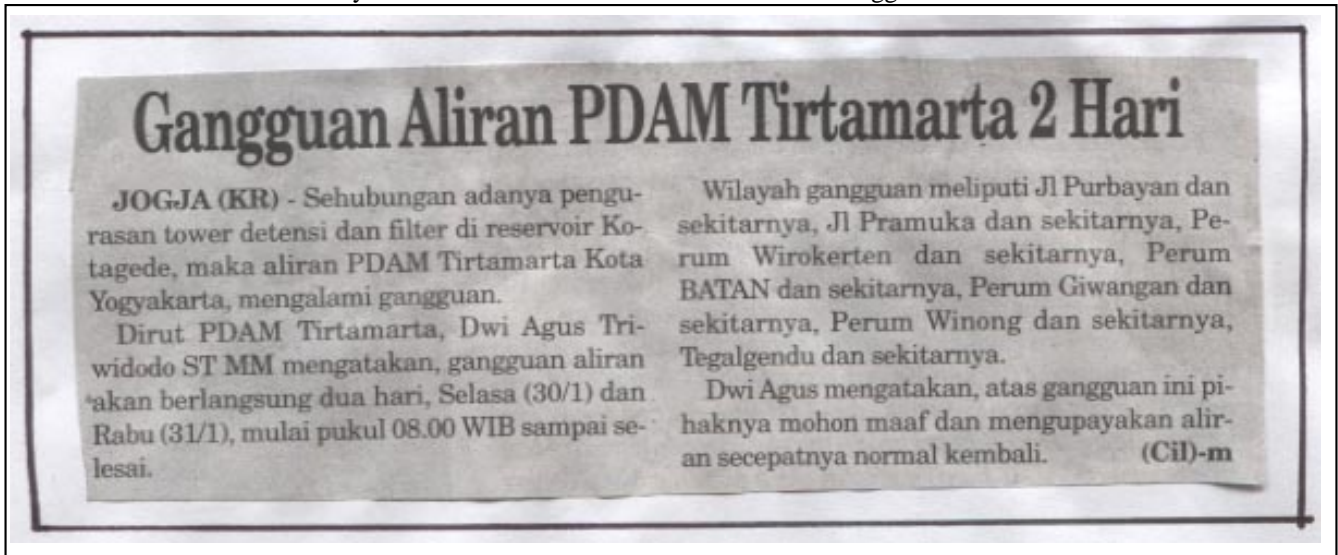 Gangguan Aliran PDAM Tirtamarta 2 Hari
JOGJA (KR) - Sehubungan adanya pengu-
rasan tower detensi dan filter di reservoir Ko-
tagede, maka aliran PDAM Tirtamarta Kota
Yogyakarta, mengalami gangguan.
Dirut PDAM Tirtamarta, Dwi Agus Tri-
widodo ST MM mengatakan, gangguan aliran
akan berlangsung dua hari, Selasa (30/1) dan
Rabu (31/1), mulai pukul 08.00 WIB sampai se-
lesai.
Wilayah gangguan meliputi Jl Purbayan dan
sekitarnya, Jl Pramuka dan sekitarnya, Pe-
rum Wirokerten dan sekitarnya, Perum
BATAN dan sekitarnya, Perum Giwangan dan
sekitarnya, Perum Winong dan sekitarnya,
Tegalgendu dan sekitarnya.
Dwi Agus mengatakan, atas gangguan ini pi-
haknya mohon maaf dan mengupayakan alir-
an secepatnya normal kembali. (Cil)-m